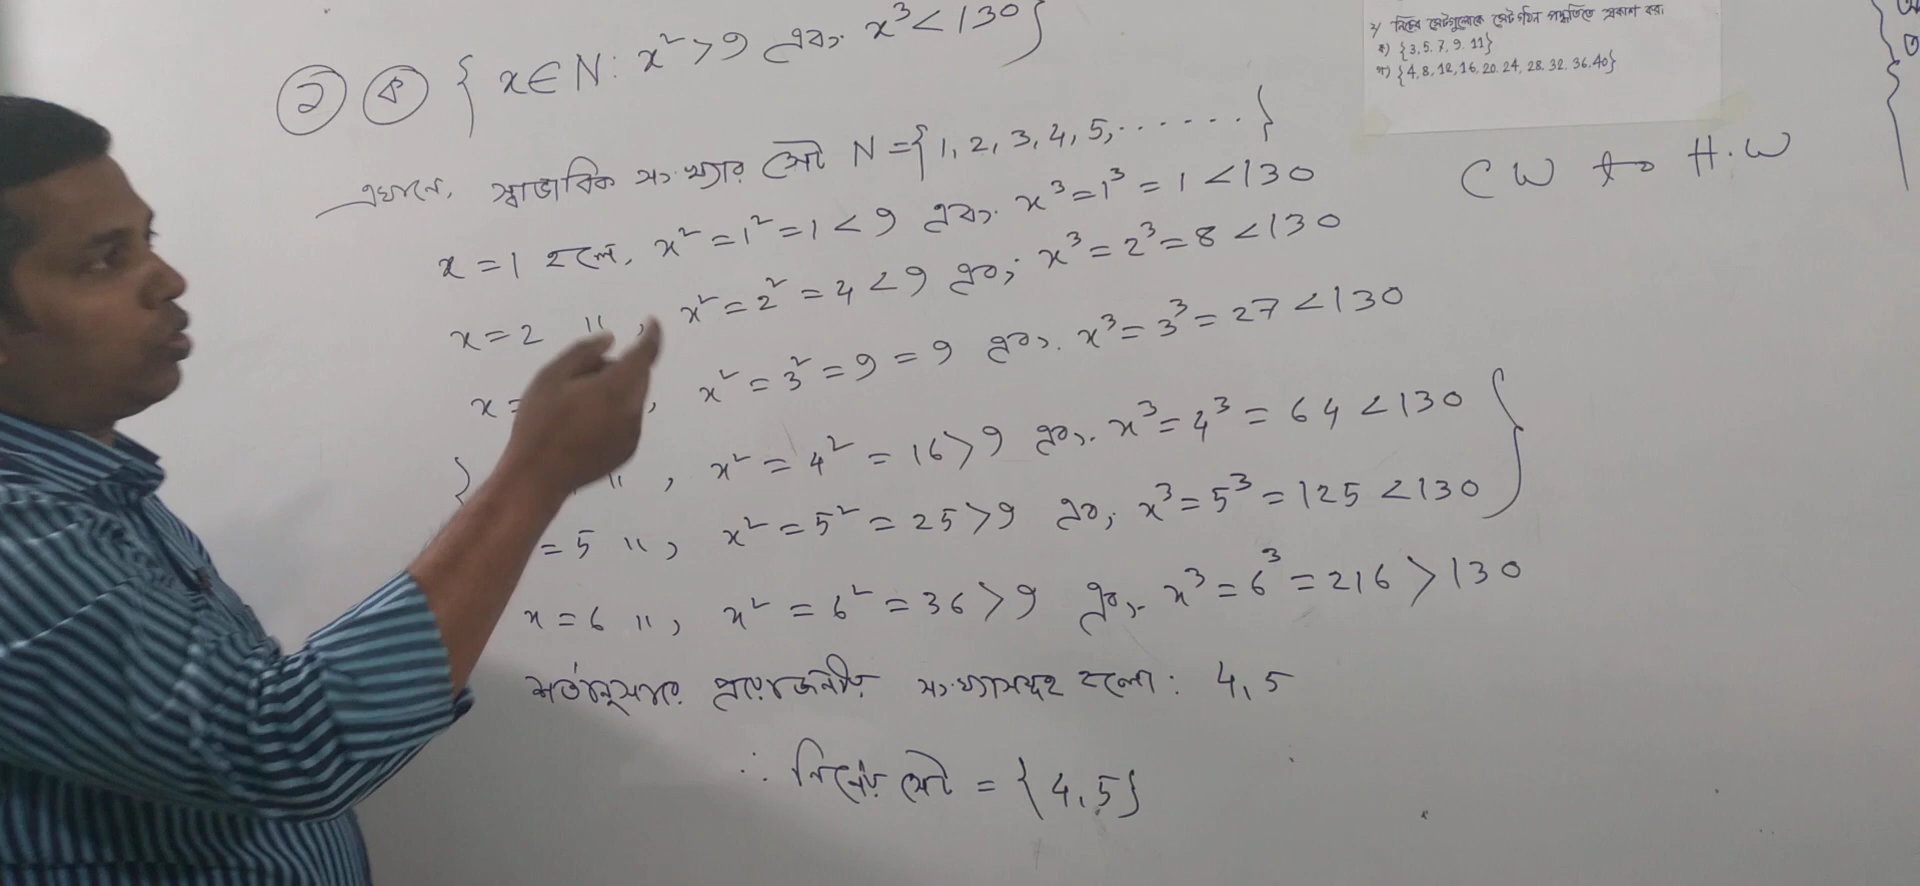 ২ ক { x∈N: x²>9 এবং x³<130}
এখানে, স্বাভাবিক সংখ্যার সেট N={1, 2, 3, 4, 5,.......}
x=1 হলে, x²=1²=1<9 এবং x³=1³=1<130
x=2 '' , x²=2²=4<9 এবং x³=2³=8<130
x= , x²=3²=9=9 এবং x³=3³=27<130
'' , x²=4²=16>9 এবং x³=4³=64<130
=5 '' , x²=5²=25>9 এবং x³=5³=125<130
x=6 '' , x²=6²=36>9 এবং x³=6³=216>130
শর্তানুসারে প্রয়োজনীয় সংখ্যাসমূহ হলো: 4, 5
∴ নির্ণেয় সেট = {4, 5}
২/ নিচের সেটগুলোকে সেট গঠন পদ্ধতিতে প্রকাশ কর।
ক) {3, 5, 7, 9, 11}
{4, 8, 12, 16, 20, 24, 28, 32, 36, 40}
CW to H.W